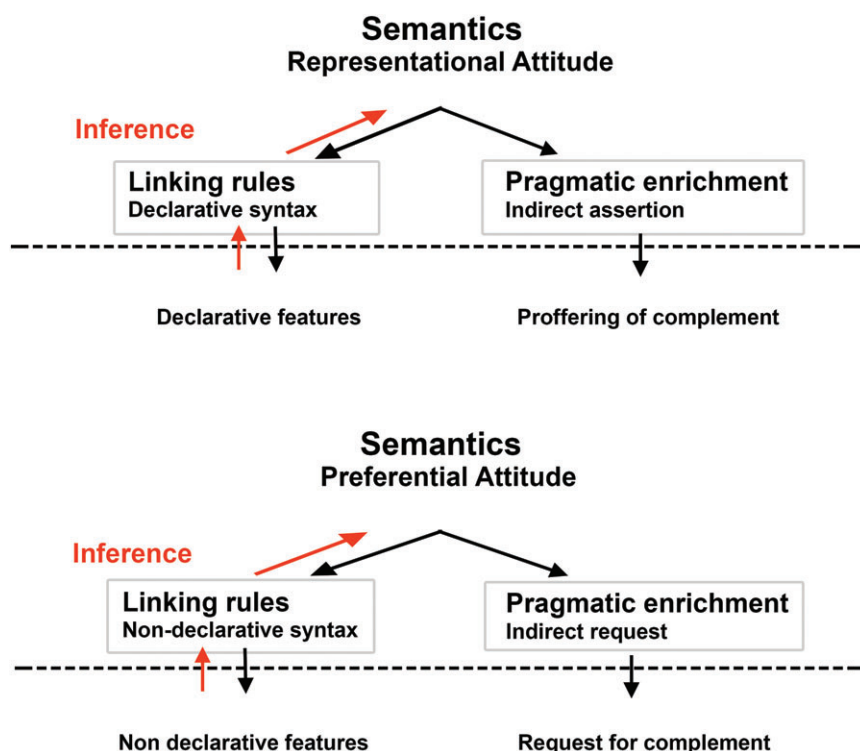 Semantics
Representational Attitude
Inference
Linking rules
Declarative syntax
Pragmatic enrichment
Indirect assertion
Declarative features
Proffering of complement
Semantics
Preferential Attitude
Inference
Linking rules
Non-declarative syntax
Pragmatic enrichment
Indirect request
Non declarative features
Request for complement